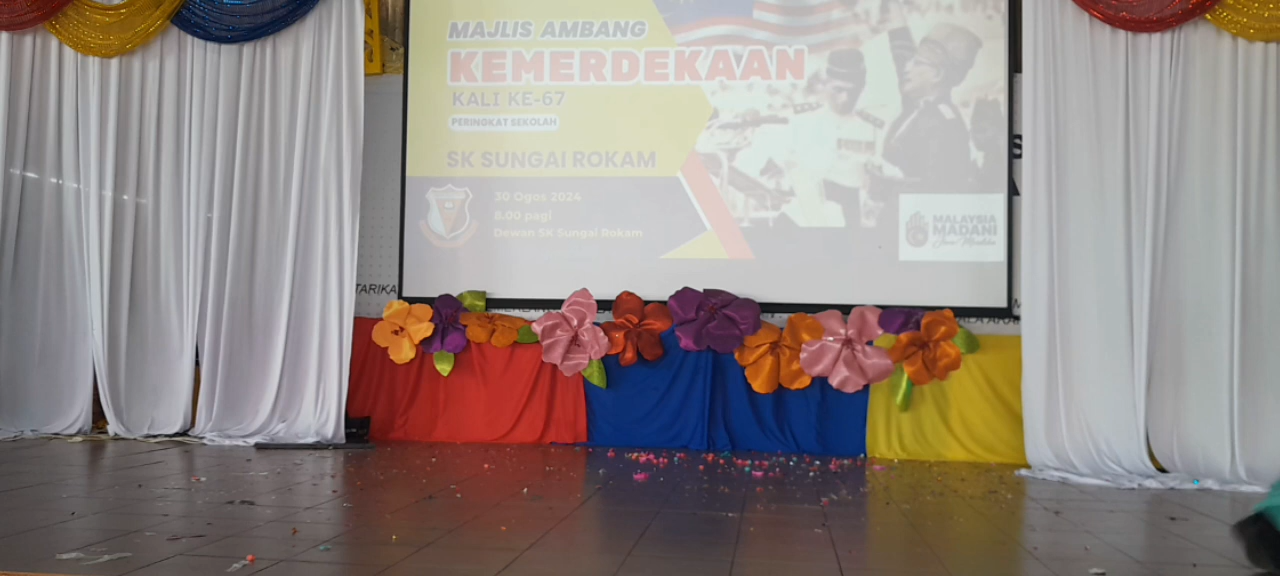 MAJLIS AMBANG
KEMERDEKAAN
KALI KE-67
PERINGKAT SEKOLAH
SK SUNGAI ROKAM
30 Ogos 2024
8.00 pagi
Dewan SK Sungai Rokam
MALAYSIA
MADANI
TARIKA